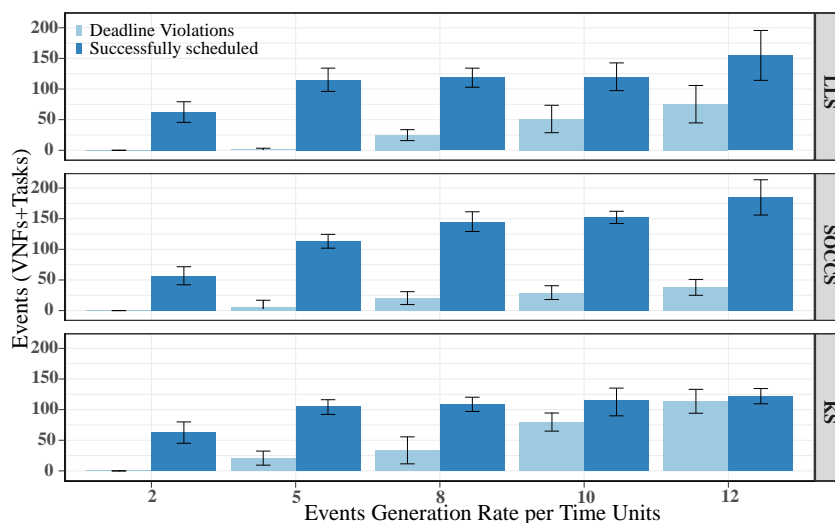 Deadline Violations
Successfully scheduled
200
150
100
50
0
LLS
200
150
100
50
0
SOCCS
200
150
100
50
0
KS
Events (VNFs+Tasks)
2 5 8 10 12
Events Generation Rate per Time Units